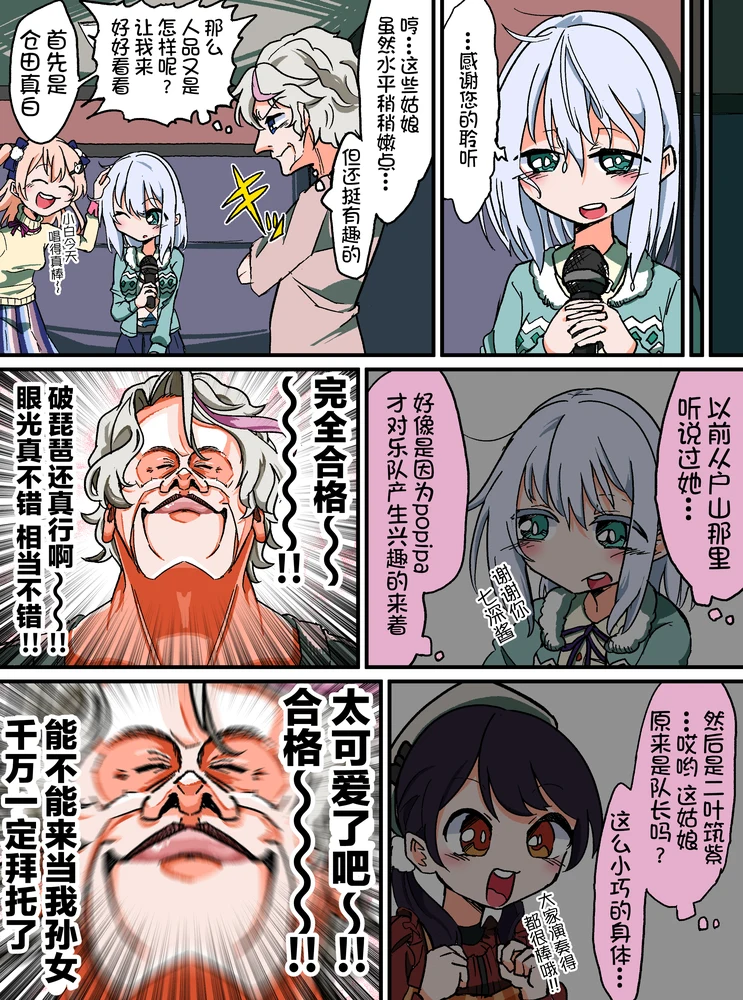 …感谢您的聆听
哼…这些姑娘
虽然水平稍稍嫩点…
但还挺有趣的
那么
人品又是
怎样呢？
让我来
好好看看
首先是
仓田真白
小白今天
唱得真棒～
以前从户山那里
听说过她…
好像是因为popipa
才对乐队产生兴趣的来着
谢谢你
七深酱
完全合格～
～～～～!!
破琵琶还真行啊～～!!
眼光真不错 相当不错!!
然后是二叶筑紫
…哎哟 这姑娘
原来是队长吗？
这么小巧的身体…
大家演奏得
都很棒哦!!
太可爱了吧～!!
合格～～!!
能不能来当我孙女
千万一定拜托了